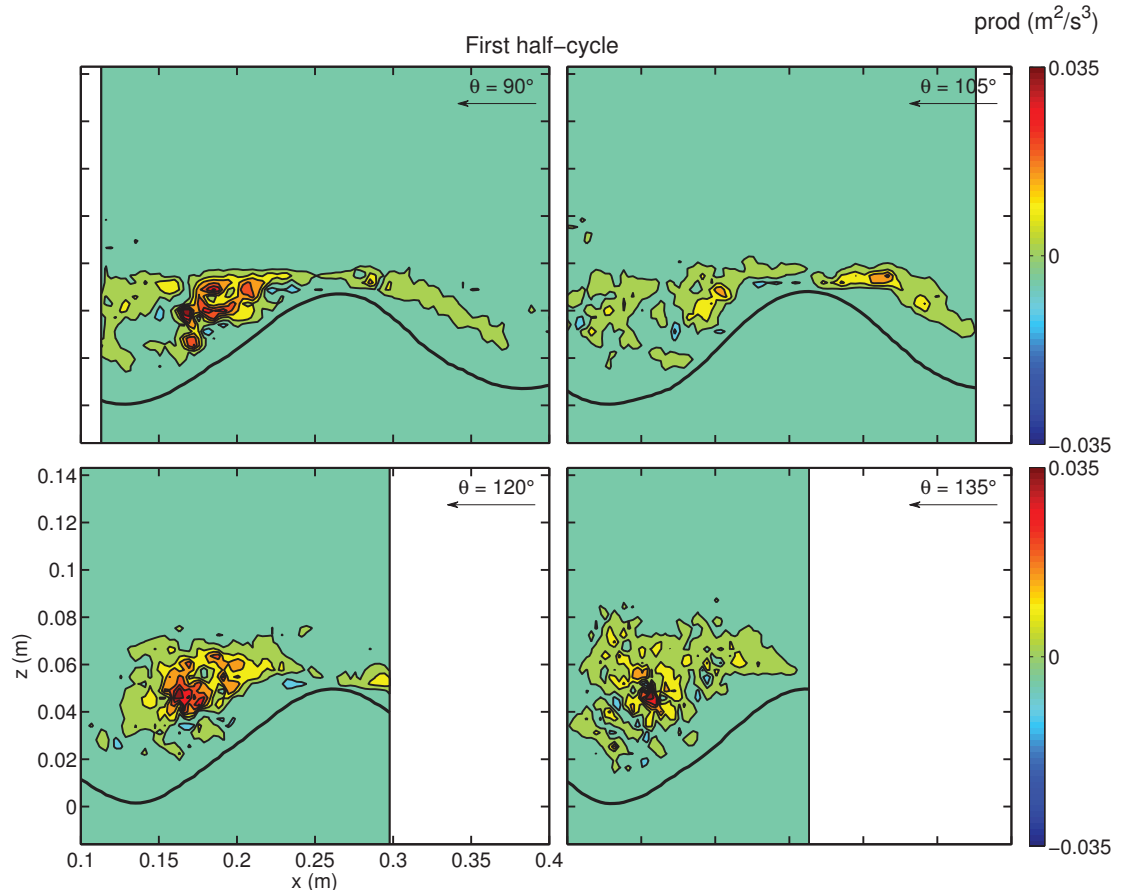 prod (m²/s³)
First half−cycle
θ = 90°
θ = 105°
0.035
0
−0.035
θ = 120°
θ = 135°
0.035
0
−0.035
0.14
0.12
0.1
0.08
0.06
0.04
0.02
0
z (m)
0.1 0.15 0.2 0.25 0.3 0.35 0.4
x (m)